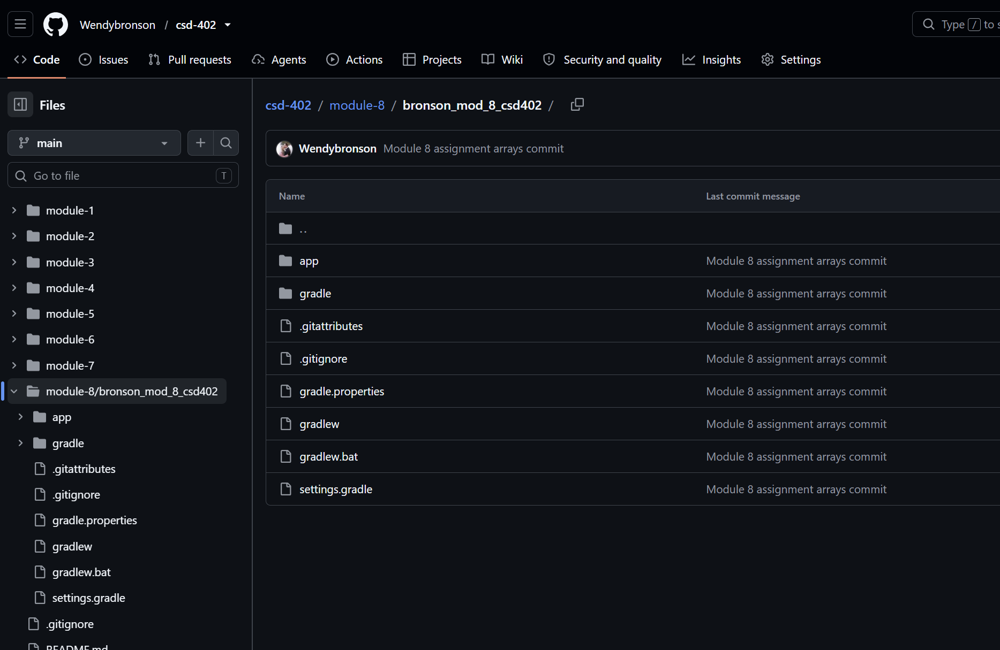 Wendybronson / csd-402
Type / to s
Code Issues Pull requests Agents Actions Projects Wiki Security and quality Insights Settings
Files
main
Go to file T
module-1
module-2
module-3
module-4
module-5
module-6
module-7
module-8/bronson_mod_8_csd402
app
gradle
.gitattributes
.gitignore
gradle.properties
gradlew
gradlew.bat
settings.gradle
.gitignore
README.md
csd-402 / module-8 / bronson_mod_8_csd402 /
Wendybronson Module 8 assignment arrays commit
Name Last commit message
..
app Module 8 assignment arrays commit
gradle Module 8 assignment arrays commit
.gitattributes Module 8 assignment arrays commit
.gitignore Module 8 assignment arrays commit
gradle.properties Module 8 assignment arrays commit
gradlew Module 8 assignment arrays commit
gradlew.bat Module 8 assignment arrays commit
settings.gradle Module 8 assignment arrays commit